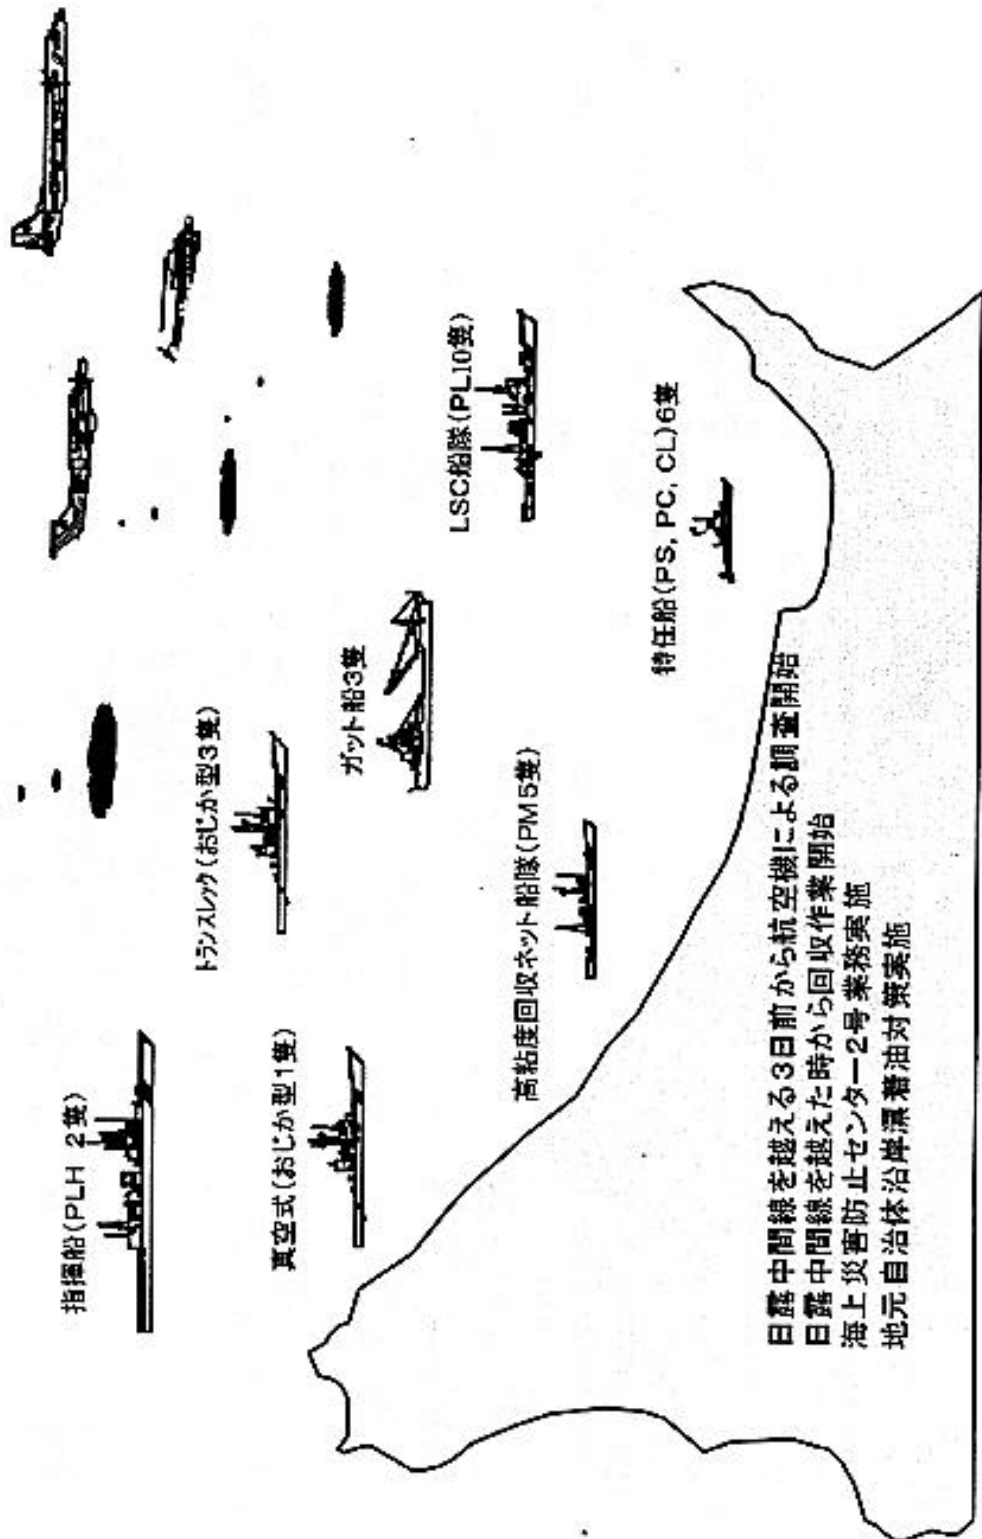 指揮船(PLH 2隻)
トランスレック(おじか型3隻)
真空式(おじか型1隻)
ガット船3隻
LSC船隊(PL10隻)
高粘度回収ネット船隊(PM5隻)
特任船(PS, PC, CL)6隻
日露中間線を越える3日前から航空機による調査開始
日露中間線を越えた時から回収作業開始
海上災害防止センター2号業務実施
地元自治体沿岸漂着油対策実施